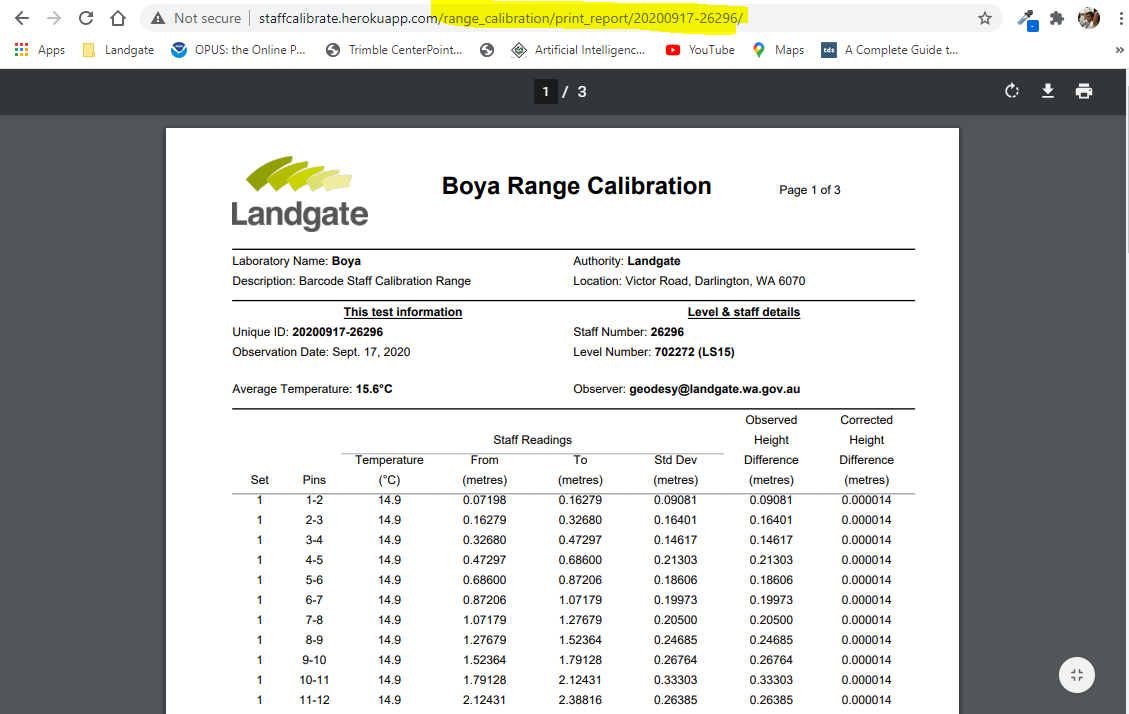 Not secure | staffcalibrate.herokuapp.com/range_calibration/print_report/20200917-26296/
Apps Landgate OPUS: the Online P... Trimble CenterPoint... Artificial Intelligenc... YouTube Maps tds A Complete Guide t... »
1 / 3
Landgate
Boya Range Calibration
Page 1 of 3
Laboratory Name: Boya Authority: Landgate
Description: Barcode Staff Calibration Range Location: Victor Road, Darlington, WA 6070
This test information Level & staff details
Unique ID: 20200917-26296 Staff Number: 26296
Observation Date: Sept. 17, 2020 Level Number: 702272 (LS15)
Average Temperature: 15.6°C Observer: geodesy@landgate.wa.gov.au
Observed Corrected
Staff Readings Height Height
Temperature From To Std Dev Difference Difference
Set Pins (°C) (metres) (metres) (metres) (metres) (metres)
1 1-2 14.9 0.07198 0.16279 0.09081 0.09081 0.000014
1 2-3 14.9 0.16279 0.32680 0.16401 0.16401 0.000014
1 3-4 14.9 0.32680 0.47297 0.14617 0.14617 0.000014
1 4-5 14.9 0.47297 0.68600 0.21303 0.21303 0.000014
1 5-6 14.9 0.68600 0.87206 0.18606 0.18606 0.000014
1 6-7 14.9 0.87206 1.07179 0.19973 0.19973 0.000014
1 7-8 14.9 1.07179 1.27679 0.20500 0.20500 0.000014
1 8-9 14.9 1.27679 1.52364 0.24685 0.24685 0.000014
1 9-10 14.9 1.52364 1.79128 0.26764 0.26764 0.000014
1 10-11 14.9 1.79128 2.12431 0.33303 0.33303 0.000014
1 11-12 14.9 2.12431 2.38816 0.26385 0.26385 0.000014